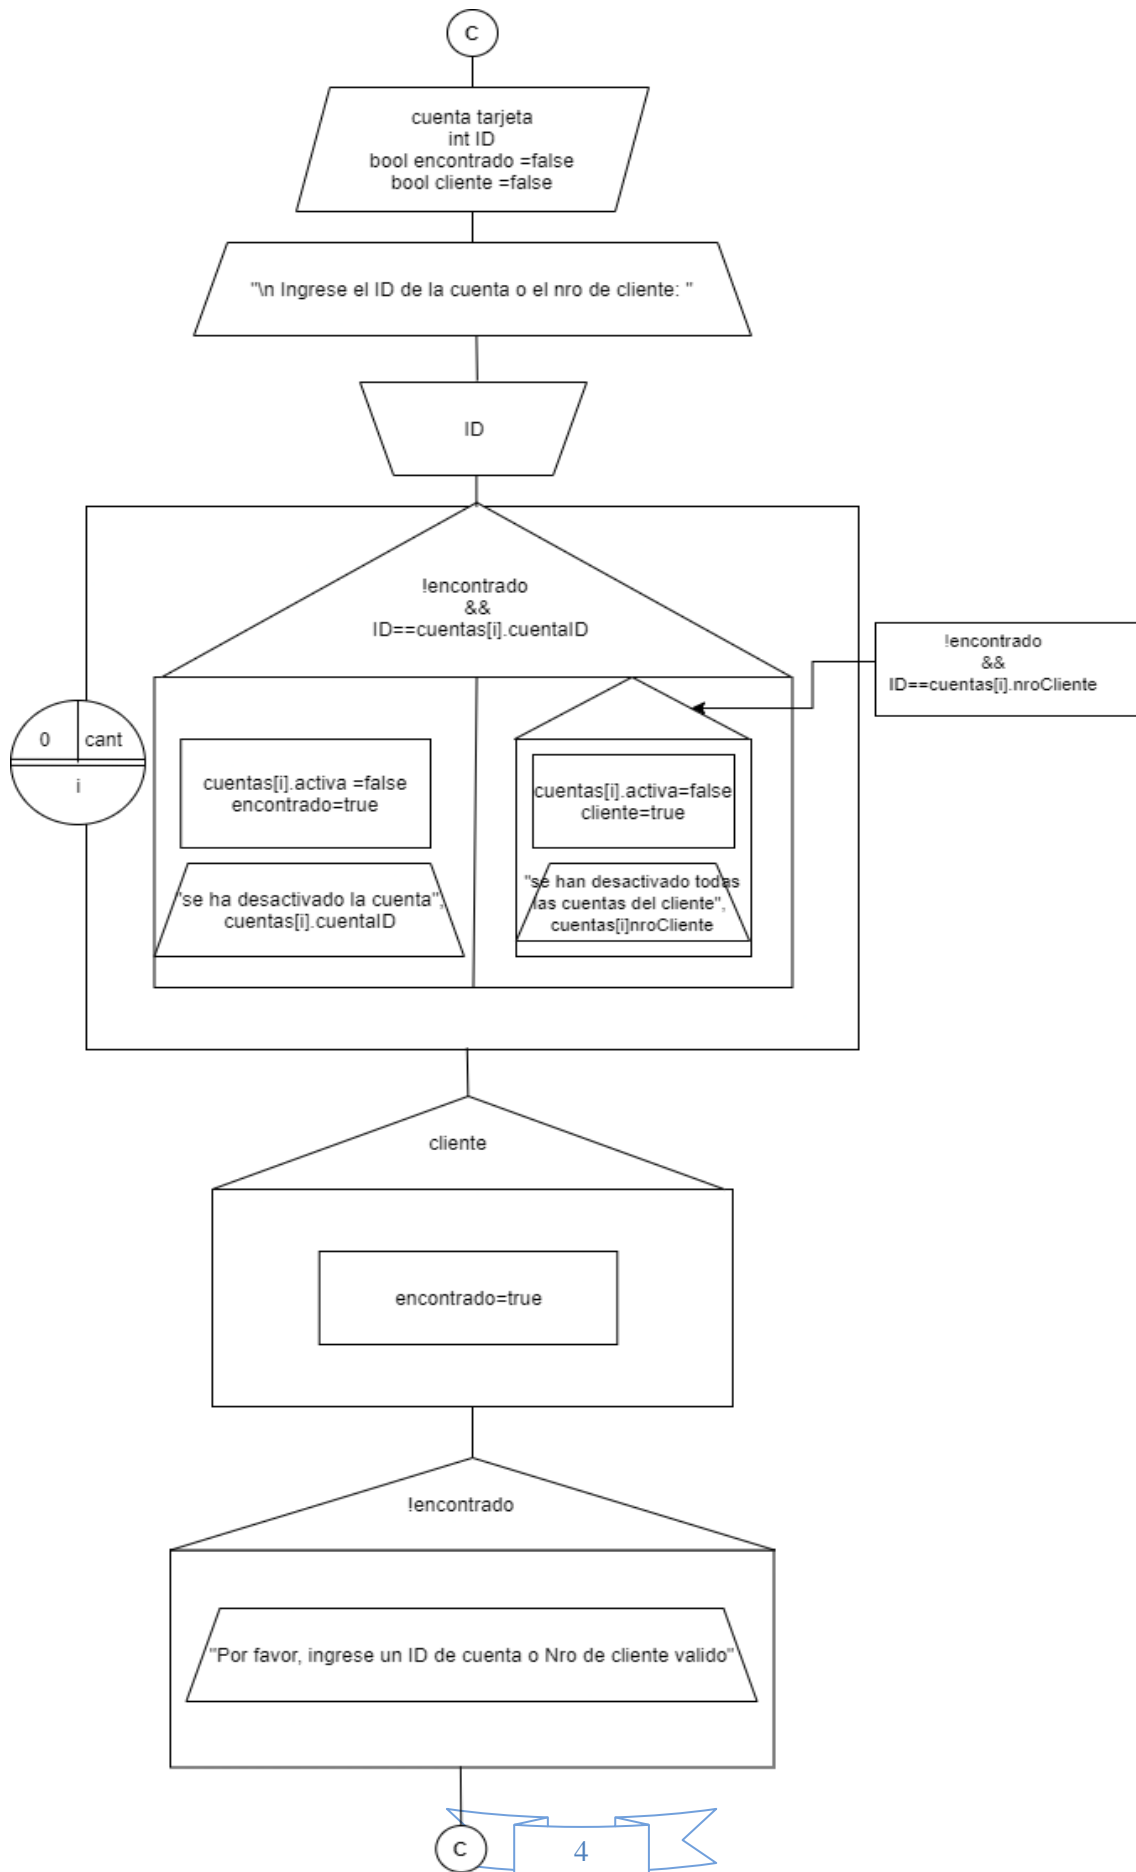 C
cuenta tarjeta
int ID
bool encontrado =false
bool cliente =false
"\n Ingrese el ID de la cuenta o el nro de cliente: "
ID
!encontrado
&&
ID==cuentas[i].cuentaID
!encontrado
&&
ID==cuentas[i].nroCliente
0 cant
i
cuentas[i].activa =false
encontrado=true
"se ha desactivado la cuenta",
cuentas[i].cuentaID
cuentas[i].activa=false
cliente=true
"se han desactivado todas
las cuentas del cliente",
cuentas[i]nroCliente
cliente
encontrado=true
!encontrado
"Por favor, ingrese un ID de cuenta o Nro de cliente valido"
C
4